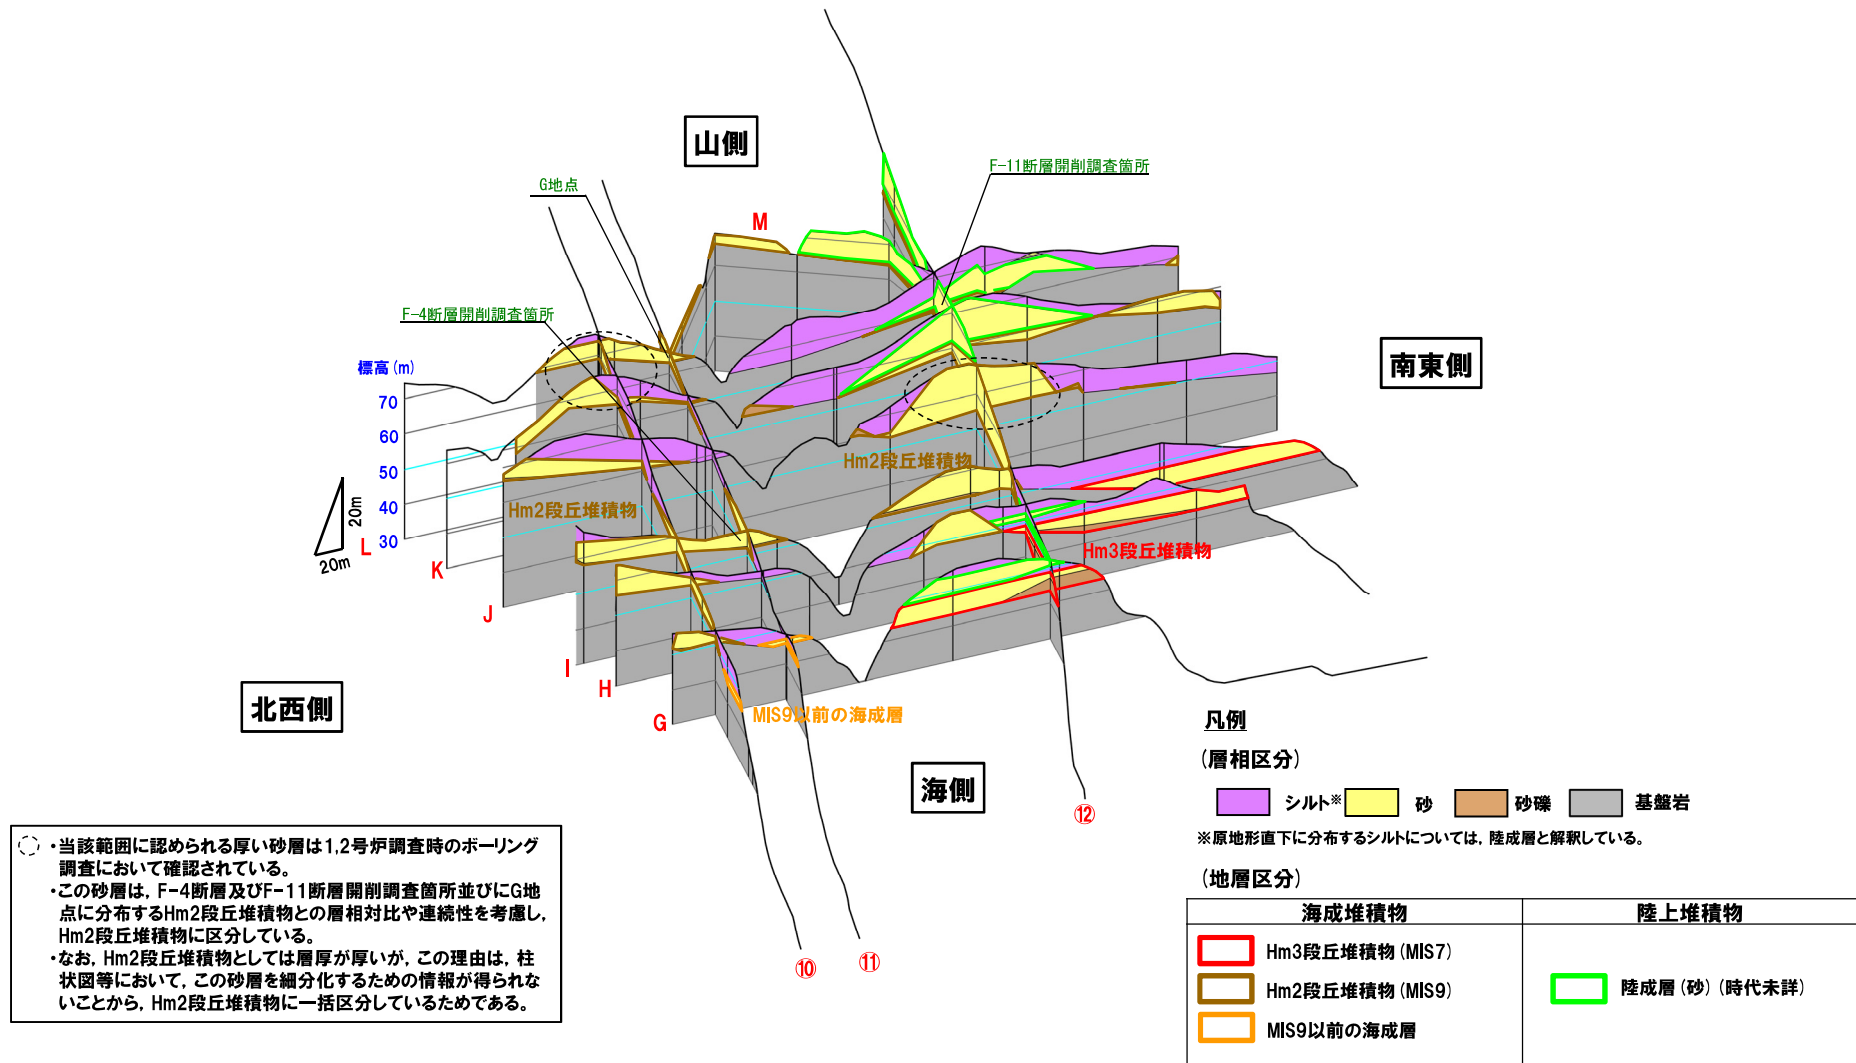 山側
G地点
F-11断層開削調査箇所
M
F-4断層開削調査箇所
標高(m)
70
60
50
40
30
20m
20m
L
K
J
I
H
G
南東側
Hm2段丘堆積物
Hm2段丘堆積物
Hm3段丘堆積物
MIS9以前の海成層
北西側
海側
⑩
⑪
⑫
・当該範囲に認められる厚い砂層は1,2号炉調査時のボーリング
調査において確認されている。
・この砂層は，F-4断層及びF-11断層開削調査箇所並びにG地
点に分布するHm2段丘堆積物との層相対比や連続性を考慮し，
Hm2段丘堆積物に区分している。
・なお，Hm2段丘堆積物としては層厚が厚いが，この理由は，柱
状図等において，この砂層を細分化するための情報が得られな
いことから，Hm2段丘堆積物に一括区分しているためである。
凡例
(層相区分)
シルト※ 砂 砂礫 基盤岩
※原地形直下に分布するシルトについては，陸成層と解釈している。
(地層区分)
海成堆積物 陸上堆積物
Hm3段丘堆積物(MIS7)
Hm2段丘堆積物(MIS9)
MIS9以前の海成層
陸成層(砂)(時代未詳)